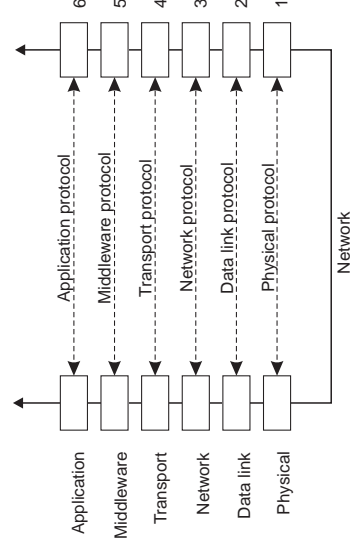 Application
Application protocol
6
Middleware
Middleware protocol
5
Transport
Transport protocol
4
Network
Network protocol
3
Data link
Data link protocol
2
Physical
Physical protocol
1
Network